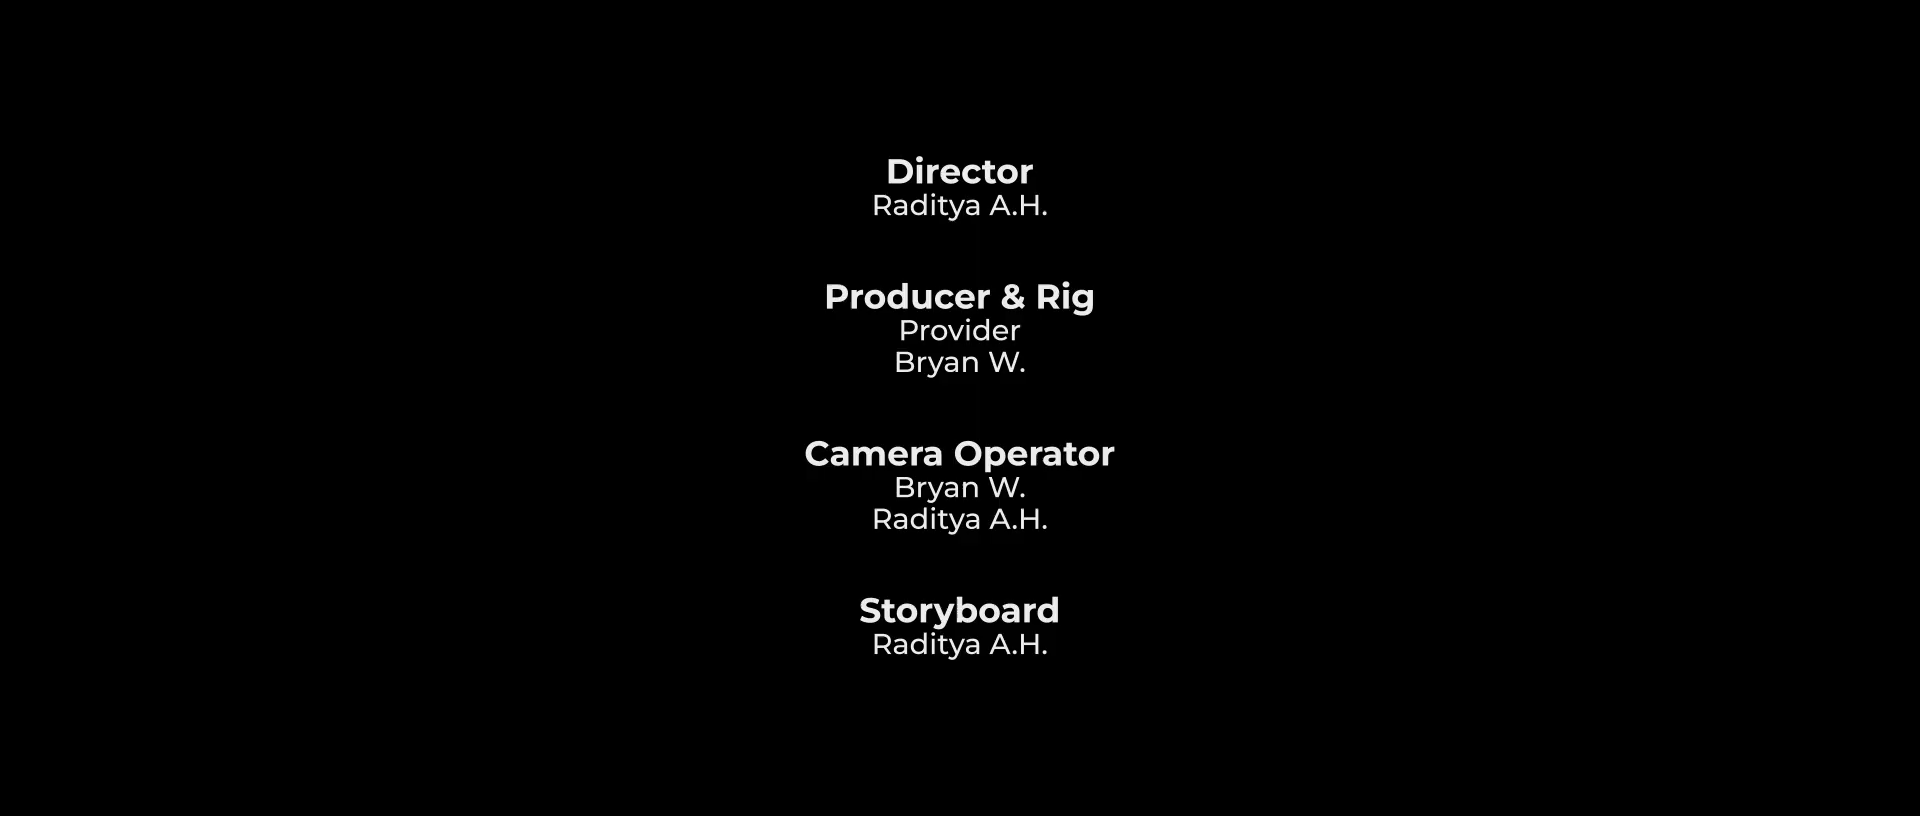 Director
Raditya A.H.
Producer & Rig
Provider
Bryan W.
Camera Operator
Bryan W.
Raditya A.H.
Storyboard
Raditya A.H.